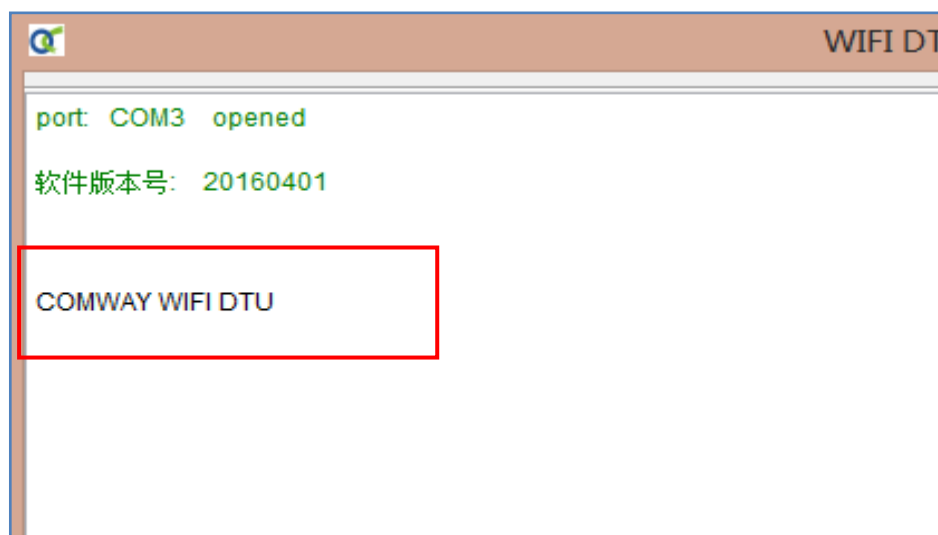 WIFI DT
port: COM3 opened
软件版本号: 20160401
COMWAY WIFI DTU